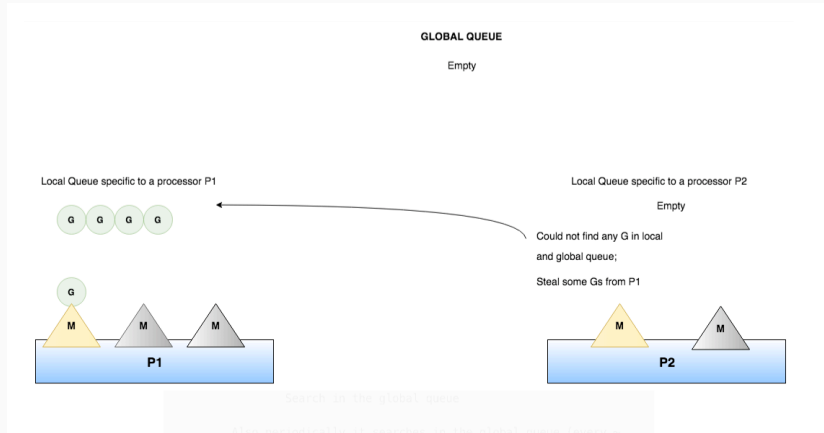 GLOBAL QUEUE
Empty
Local Queue specific to a processor P1
Local Queue specific to a processor P2
Empty
G G G G
Could not find any G in local
and global queue;
Steal some Gs from P1
G
M M M
M M
P1
P2
Search in the global queue